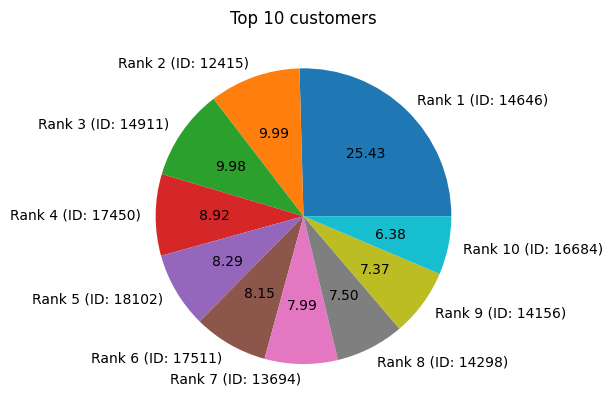 Top 10 customers
Rank 1 (ID: 14646)
25.43
Rank 2 (ID: 12415)
9.99
Rank 3 (ID: 14911)
9.98
Rank 4 (ID: 17450)
8.92
Rank 5 (ID: 18102)
8.29
Rank 6 (ID: 17511)
8.15
Rank 7 (ID: 13694)
7.99
Rank 8 (ID: 14298)
7.50
Rank 9 (ID: 14156)
7.37
Rank 10 (ID: 16684)
6.38